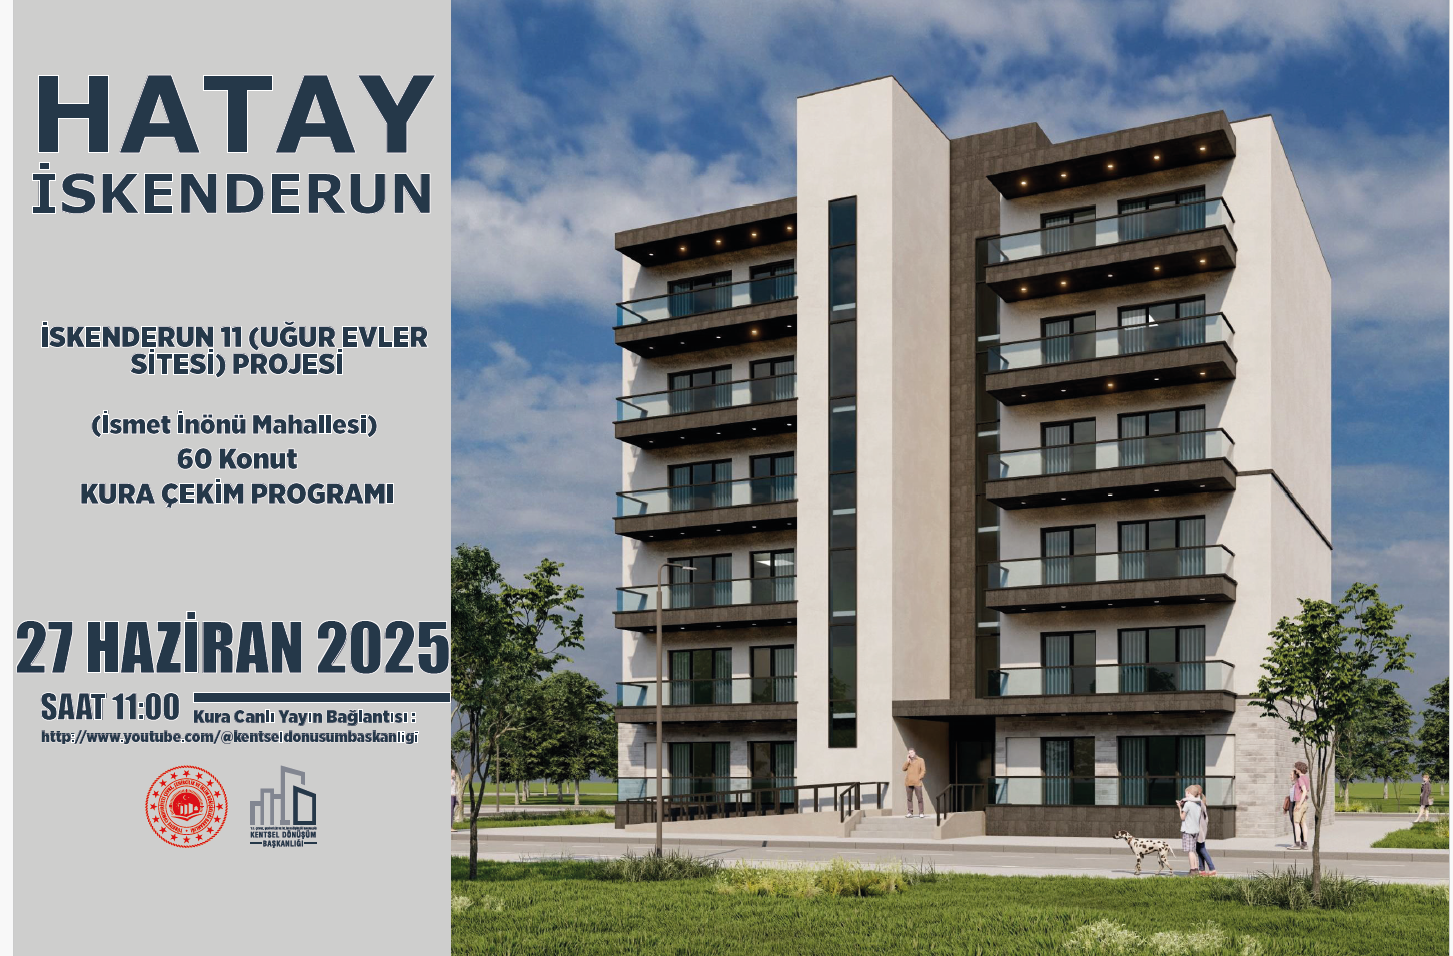 HATAY
İSKENDERUN
İSKENDERUN 11 (UĞUR EVLER
SİTESİ) PROJESİ
(İsmet İnönü Mahallesi)
60 Konut
KURA ÇEKİM PROGRAMI
27 HAZİRAN 2025
SAAT 11:00
Kura Canlı Yayın Bağlantısı:
http://www.youtube.com/@kentseldonusumbaskanligi
KENTSEL DÖNÜŞÜM
BAŞKANLIĞI